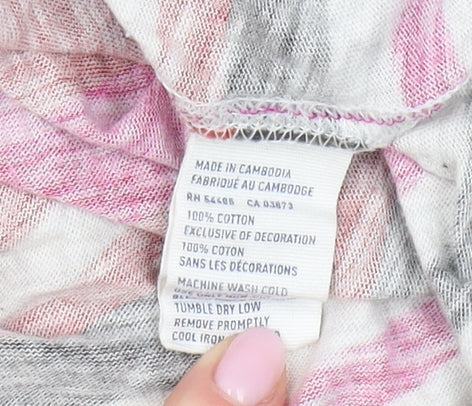 MADE IN CAMBODIA
FABRIQUÉ AU CAMBODGE
RN 54485 CA 03873
100% COTTON
EXCLUSIVE OF DECORATION
100% COTON
SANS LES DÉCORATIONS
MACHINE WASH COLD
TUMBLE DRY LOW
REMOVE PROMPTLY
COOL IRON